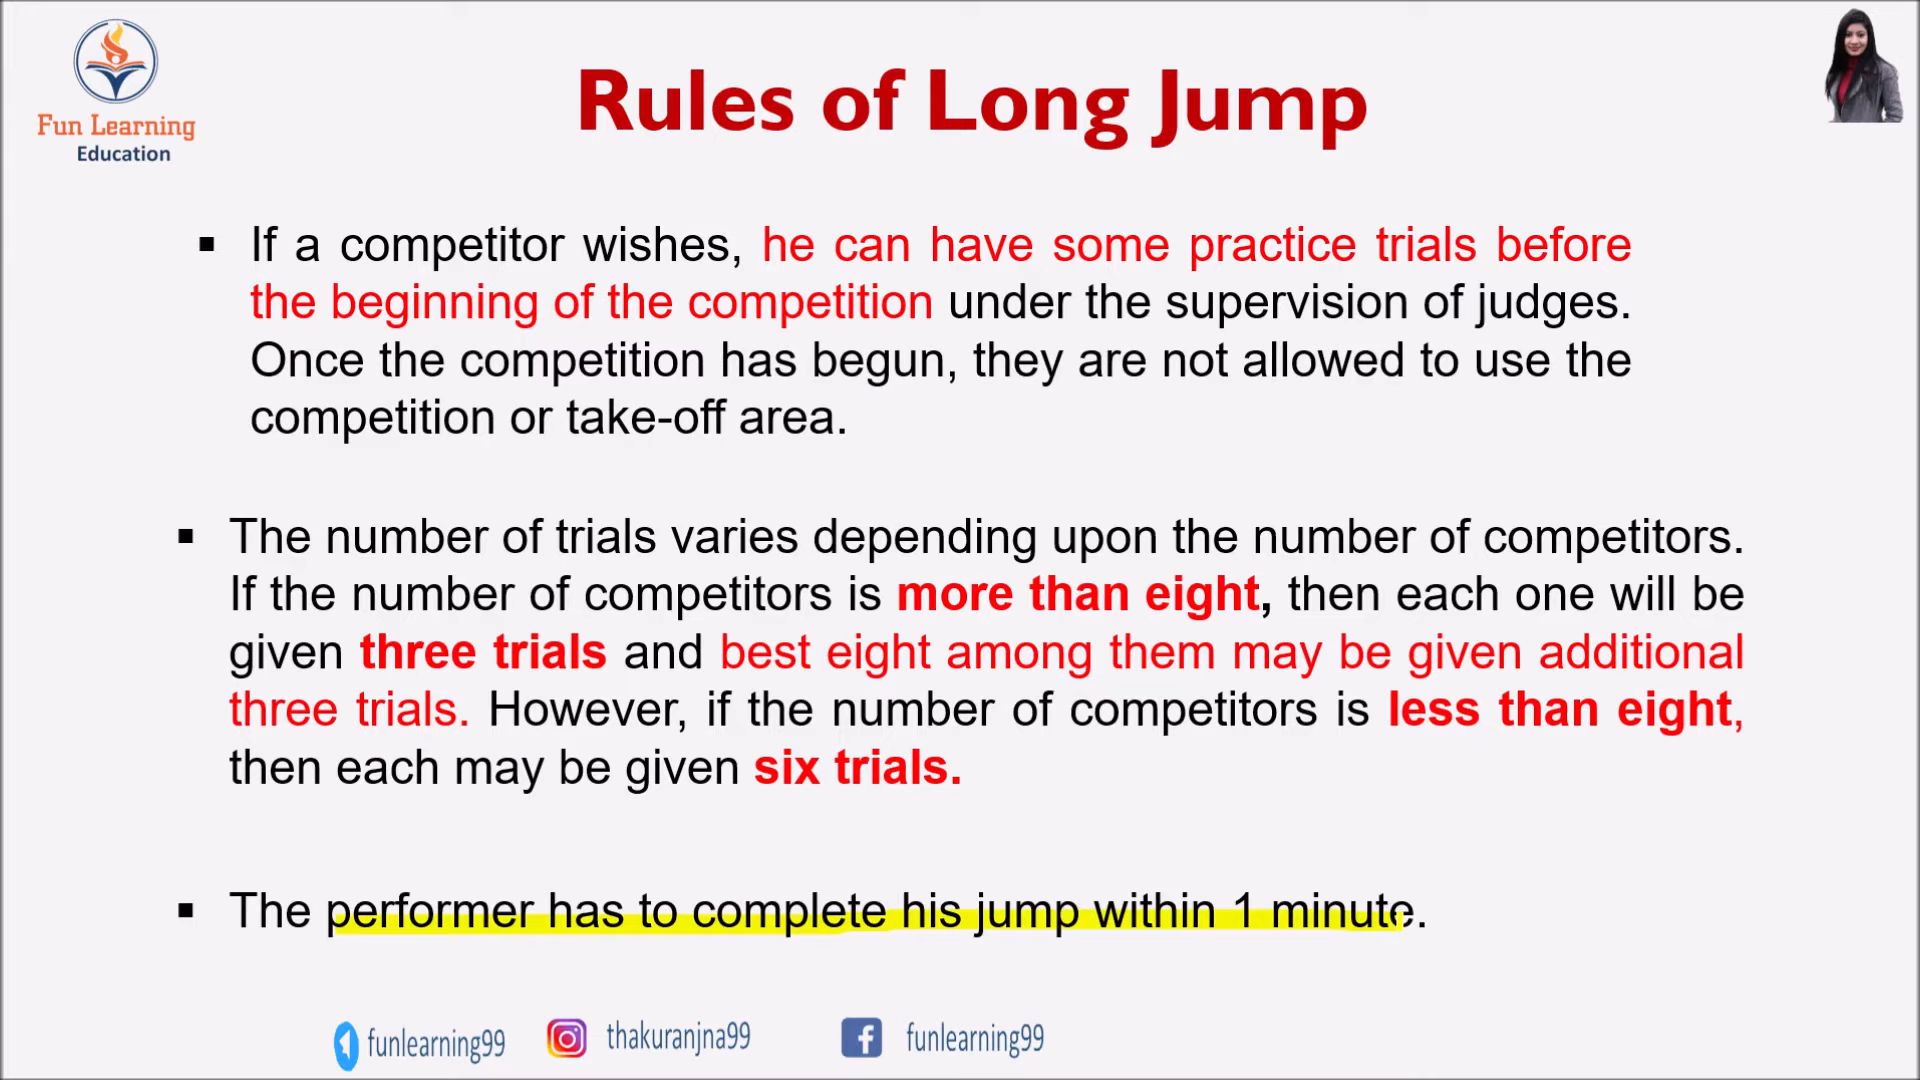 Fun Learning
Education
Rules of Long Jump
▪ If a competitor wishes, he can have some practice trials before
the beginning of the competition under the supervision of judges.
Once the competition has begun, they are not allowed to use the
competition or take-off area.
▪ The number of trials varies depending upon the number of competitors.
If the number of competitors is more than eight, then each one will be
given three trials and best eight among them may be given additional
three trials. However, if the number of competitors is less than eight,
then each may be given six trials.
▪ The performer has to complete his jump within 1 minute.
funlearning99 thakuranjna99 funlearning99